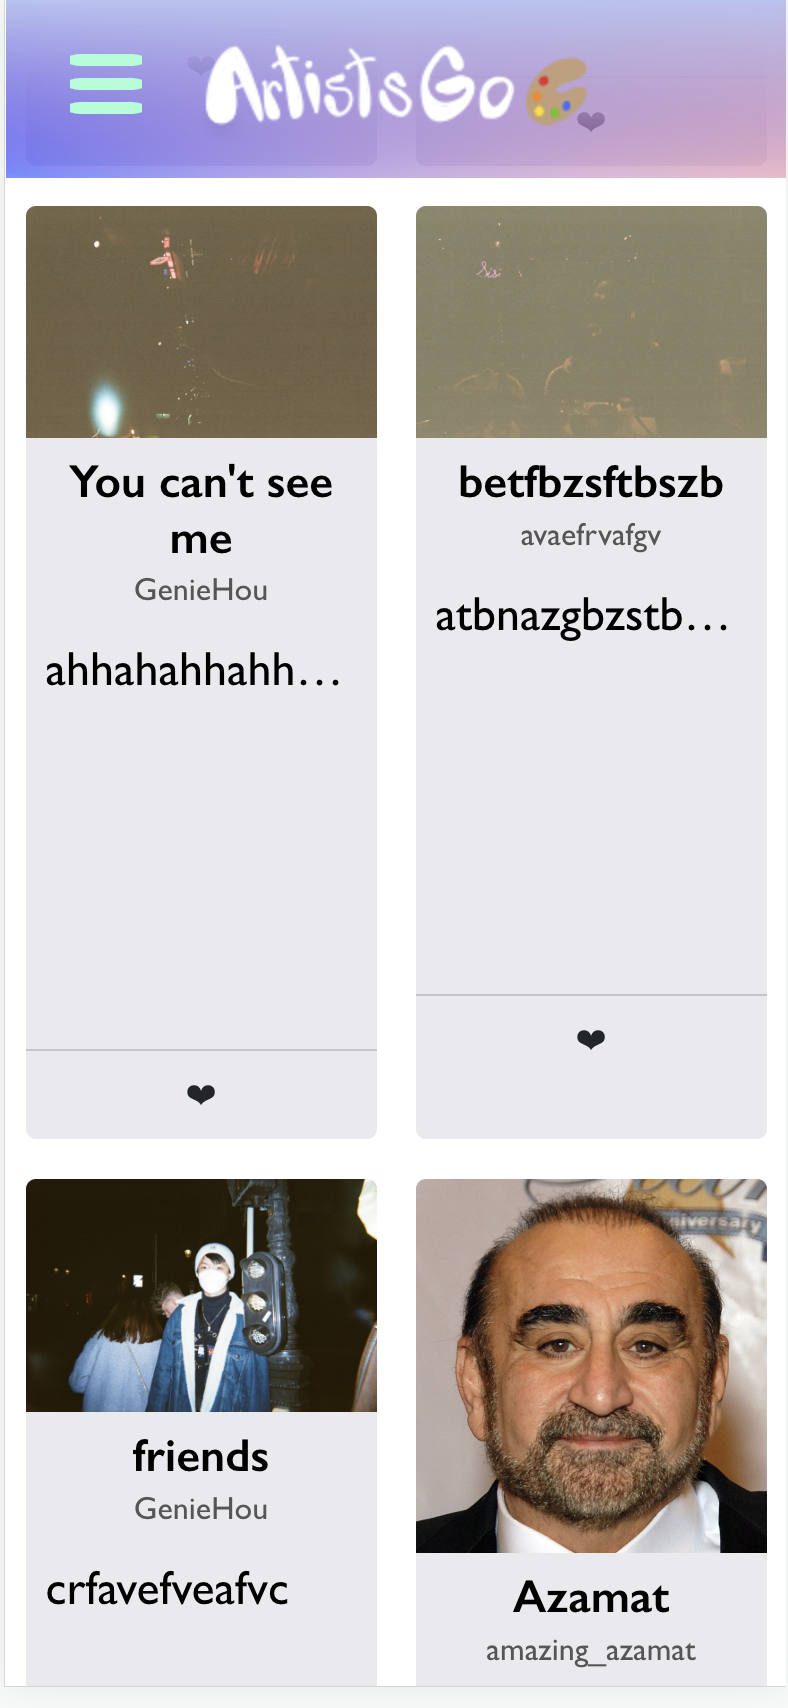 ArtistsGo
You can't see
me
GenieHou
ahhahahhahh...
betfbzsftbszb
avaefrvafgv
atbnazgbzstb...
friends
GenieHou
crfavefveafvc
Azamat
amazing_azamat